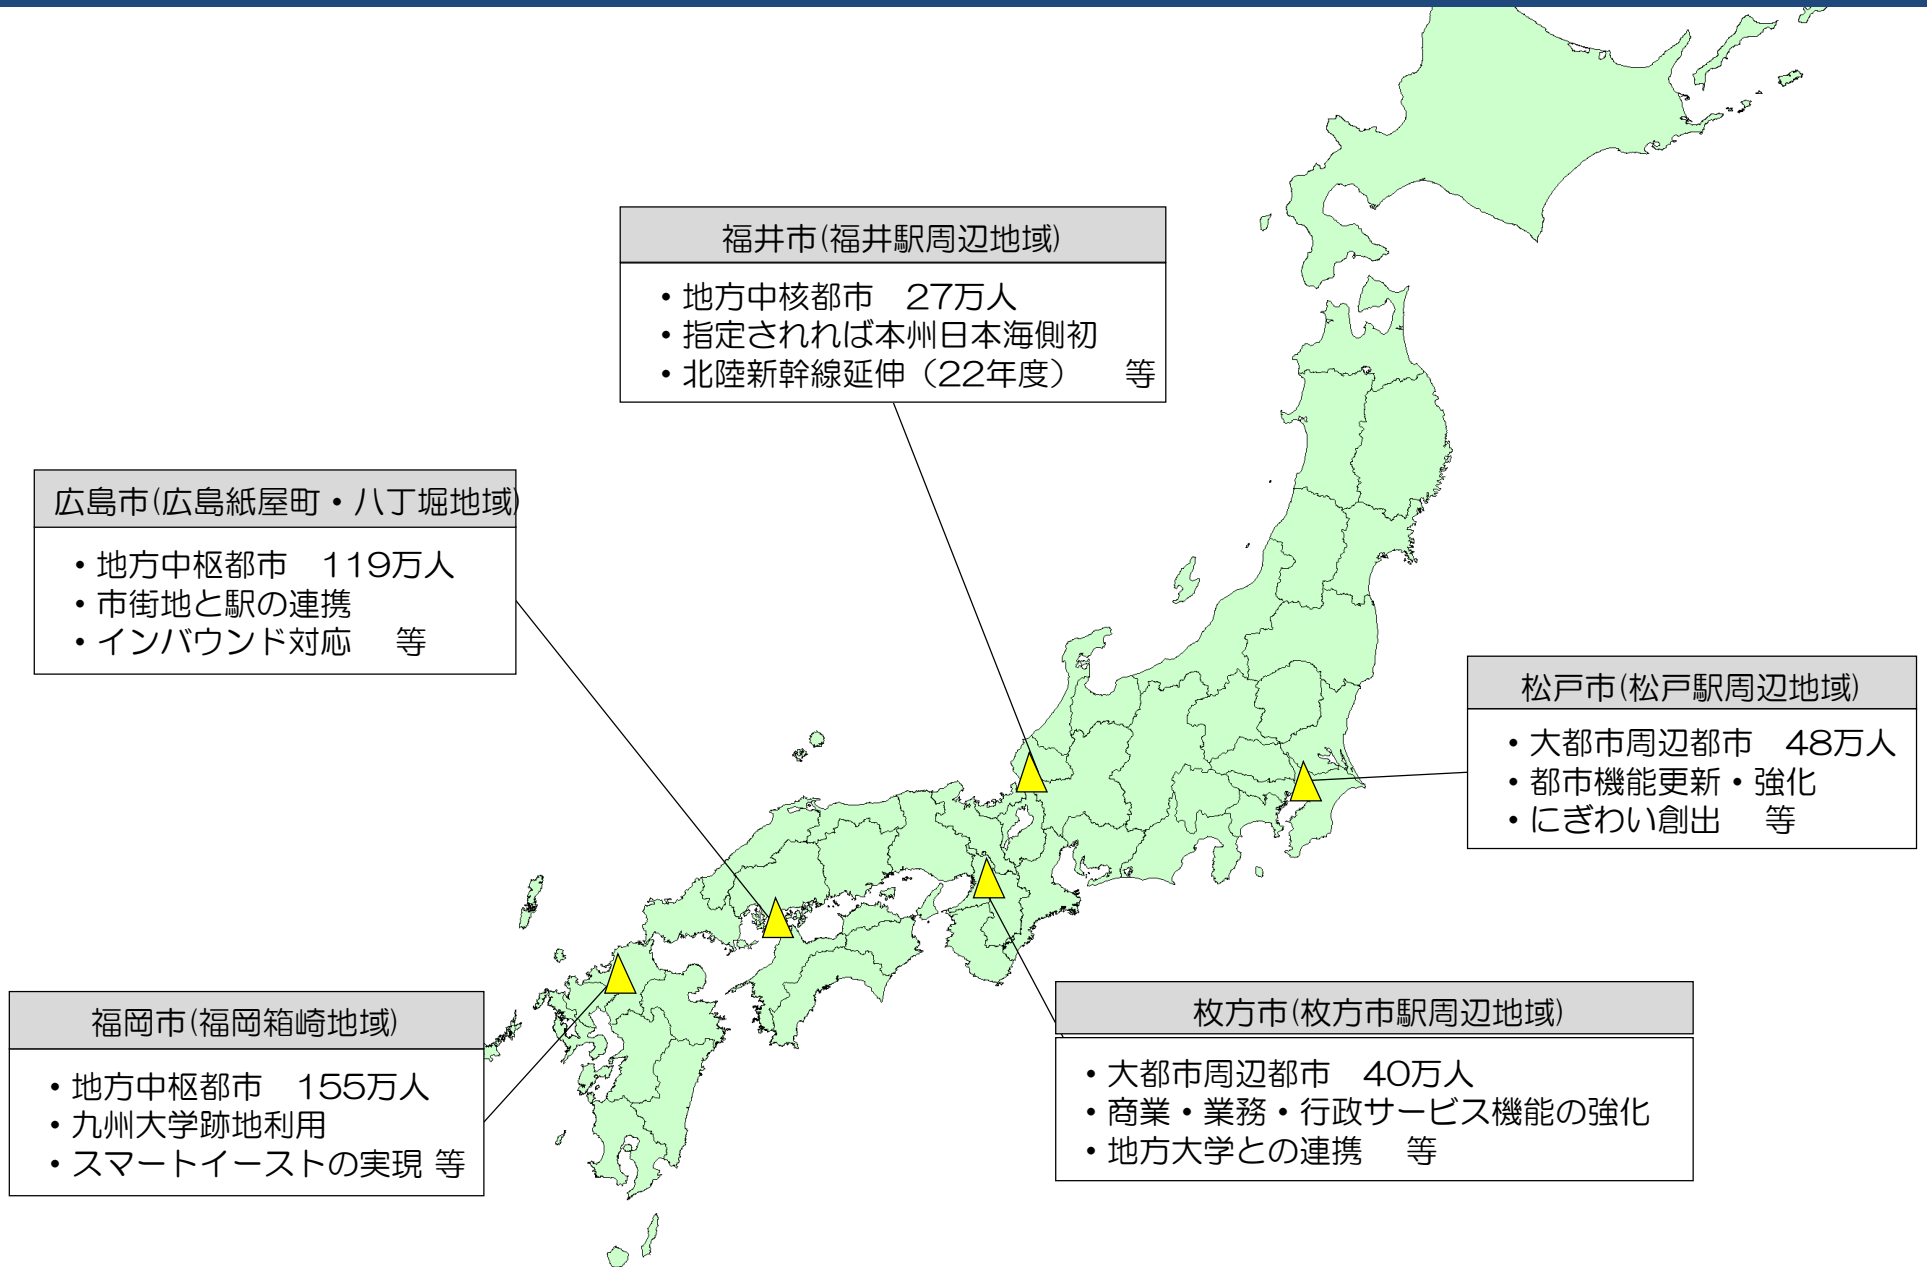 福井市(福井駅周辺地域)
・地方中核都市　27万人
・指定されれば本州日本海側初
・北陸新幹線延伸（22年度）　等
広島市(広島紙屋町・八丁堀地域)
・地方中枢都市　119万人
・市街地と駅の連携
・インバウンド対応　等
松戸市(松戸駅周辺地域)
・大都市周辺都市　48万人
・都市機能更新・強化
・にぎわい創出　等
福岡市(福岡箱崎地域)
・地方中枢都市　155万人
・九州大学跡地利用
・スマートイーストの実現 等
枚方市(枚方市駅周辺地域)
・大都市周辺都市　40万人
・商業・業務・行政サービス機能の強化
・地方大学との連携　等